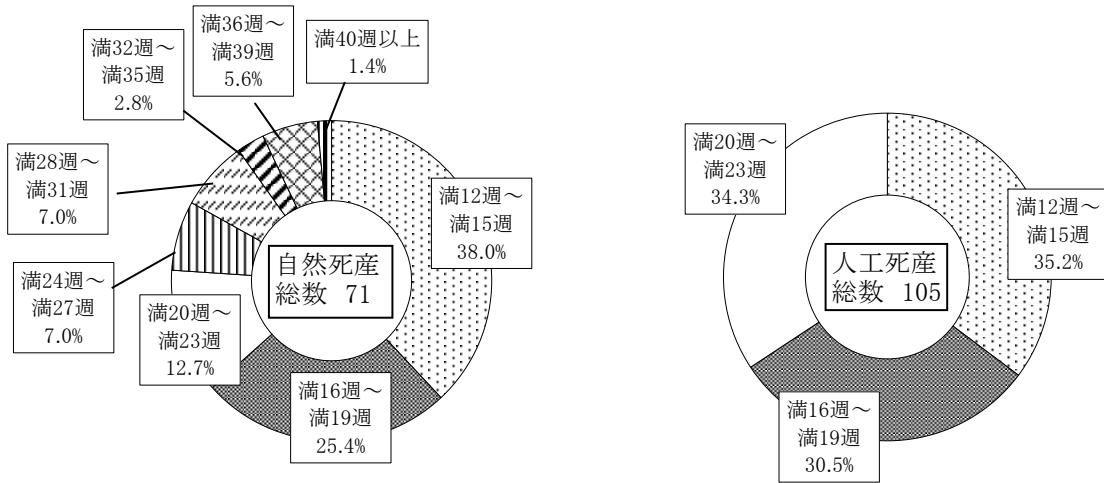 満36週～
満39週
5.6%
満40週以上
1.4%
満32週～
満35週
2.8%
満28週～
満31週
7.0%
満24週～
満27週
7.0%
満20週～
満23週
12.7%
満16週～
満19週
25.4%
満12週～
満15週
38.0%
自然死産
総数 71
満20週～
満23週
34.3%
満12週～
満15週
35.2%
人工死産
総数 105
満16週～
満19週
30.5%